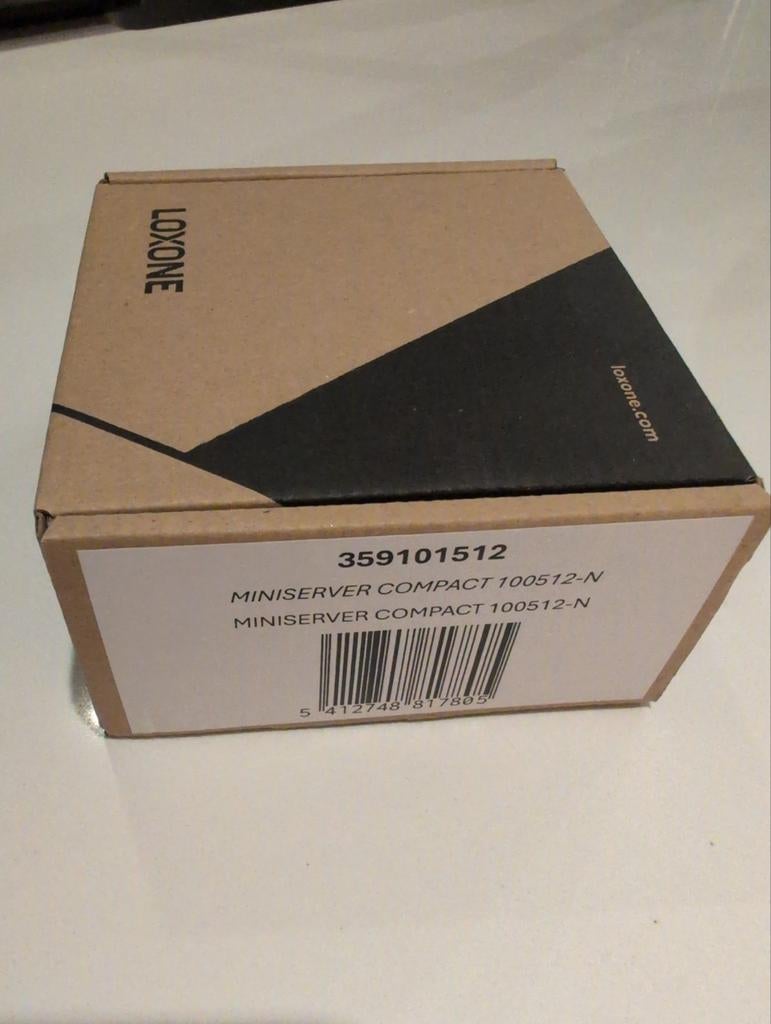 LOXONE
loxone.com
359101512
MINISERVER COMPACT 100512-N
MINISERVER COMPACT 100512-N
5 412748 817805